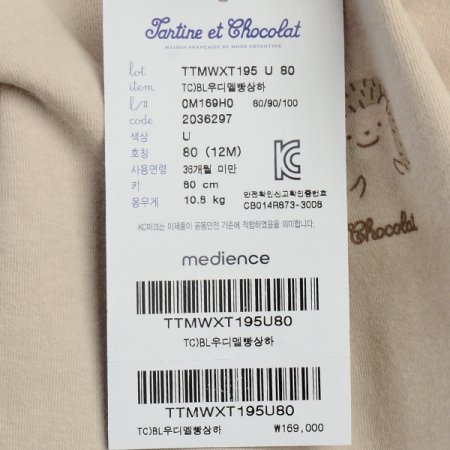 Tartine et Chocolat
MAISON FRANÇAISE DE MODE ENFANTINE
lot TTMWXT195 U 80
item TC)BL우디멜빵상하
l/# 0M169H0 80/90/100
code 2036297
색상 U
호칭 80 (12M)
사용연령 36개월 미만
키 80 cm
몸무게 10.8 kg
안전확인신고확인증번호
CB014R873-3008
KC마크는 이제품이 공통안전 기준에 적합하였음을 의미합니다.
medience
TTMWXT195U80
TC)BL우디멜빵상하
TTMWXT195U80
TC)BL우디멜빵상하 ₩169,000
Chocolat